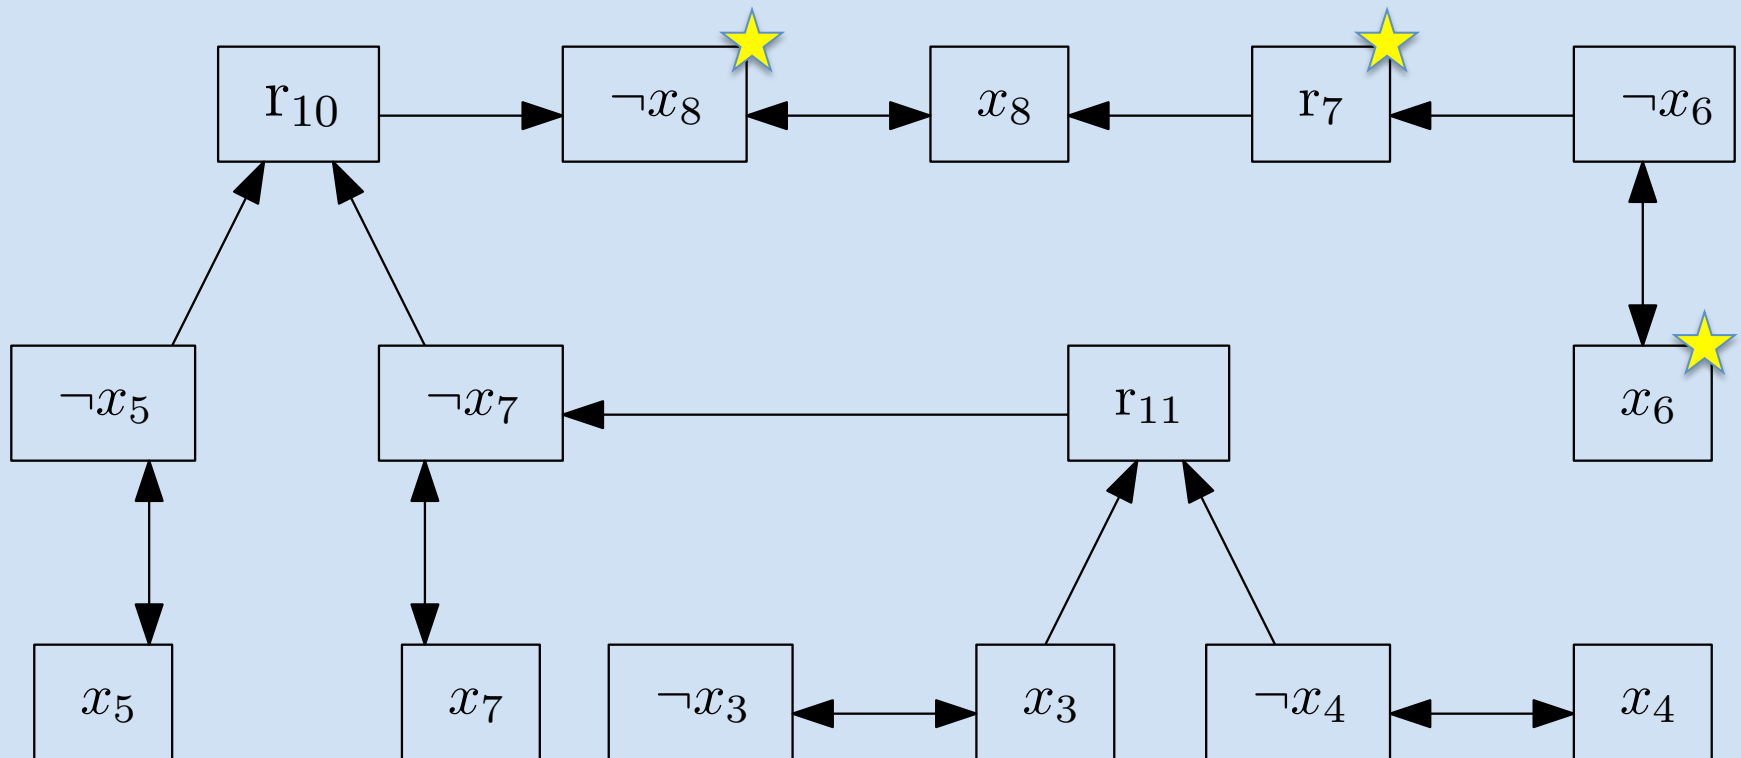 r₁₀ ¬x₈ x₈ r₇ ¬x₆
¬x₅ ¬x₇ r₁₁ x₆
x₅ x₇ ¬x₃ x₃ ¬x₄ x₄